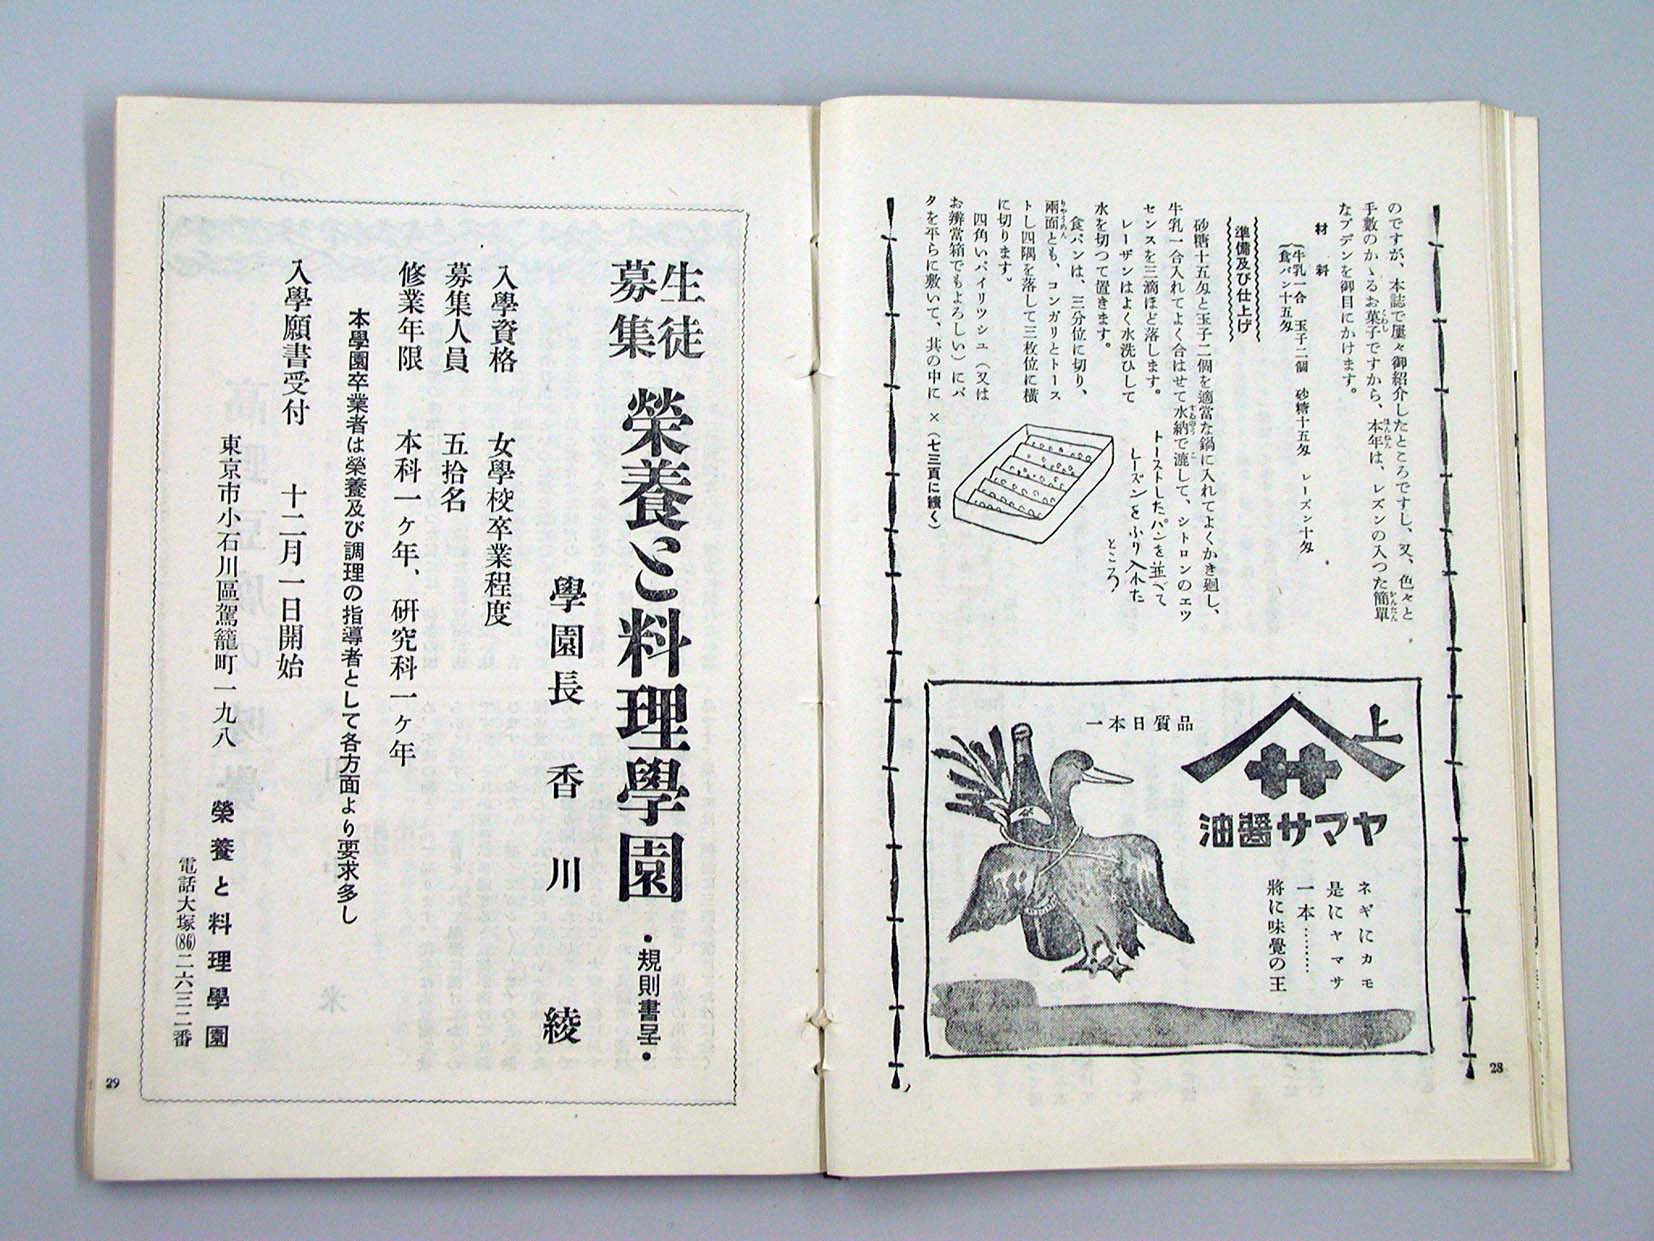 のですが、本誌で屢々御紹介したところですし、又、色々と
手數のかゝるお菓子ですから、本年は、レズンの入つた簡單
なプデンを御目にかけます。
材料
牛乳一合　玉子二個　砂糖十五匁　レーズン十匁
食パン十五匁
準備及び仕上げ
砂糖十五匁と玉子二個を適當な鍋に入れてよくかき廻し、
牛乳一合入れてよく合はせて水納で漉して、シトロンのエツ
センスを三滴ほど落します。
レーザンはよく水洗ひして
水を切つて置きます。
食パンは、三分位に切り、
兩面とも、コンガリとトース
トし四隅を落して三枚位に橫
に切ります。
四角いパイリツシュ（又は
お辨當箱でもよろしい）にバ
タを平らに敷いて、其の中に ×（七三頁に續く）
トーストしたパンを並べて
レーズンをふり入れた
ところ
上
ヤマサ醬油
品質日本一
ネギにカモ
是にヤマサ
一本………
將に味覺の王
28
生徒
募集
榮養と料理學園
・規則書呈・
學園長　香川　綾
入學資格　女學校卒業程度
募集人員　五拾名
修業年限　本科一ヶ年、硏究科一ヶ年
本學園卒業者は榮養及び調理の指導者として各方面より要求多し
入學願書受付　十二月一日開始
東京市小石川區駕籠町一九八　榮養と料理學園
電話大塚(86)二六三二番
29